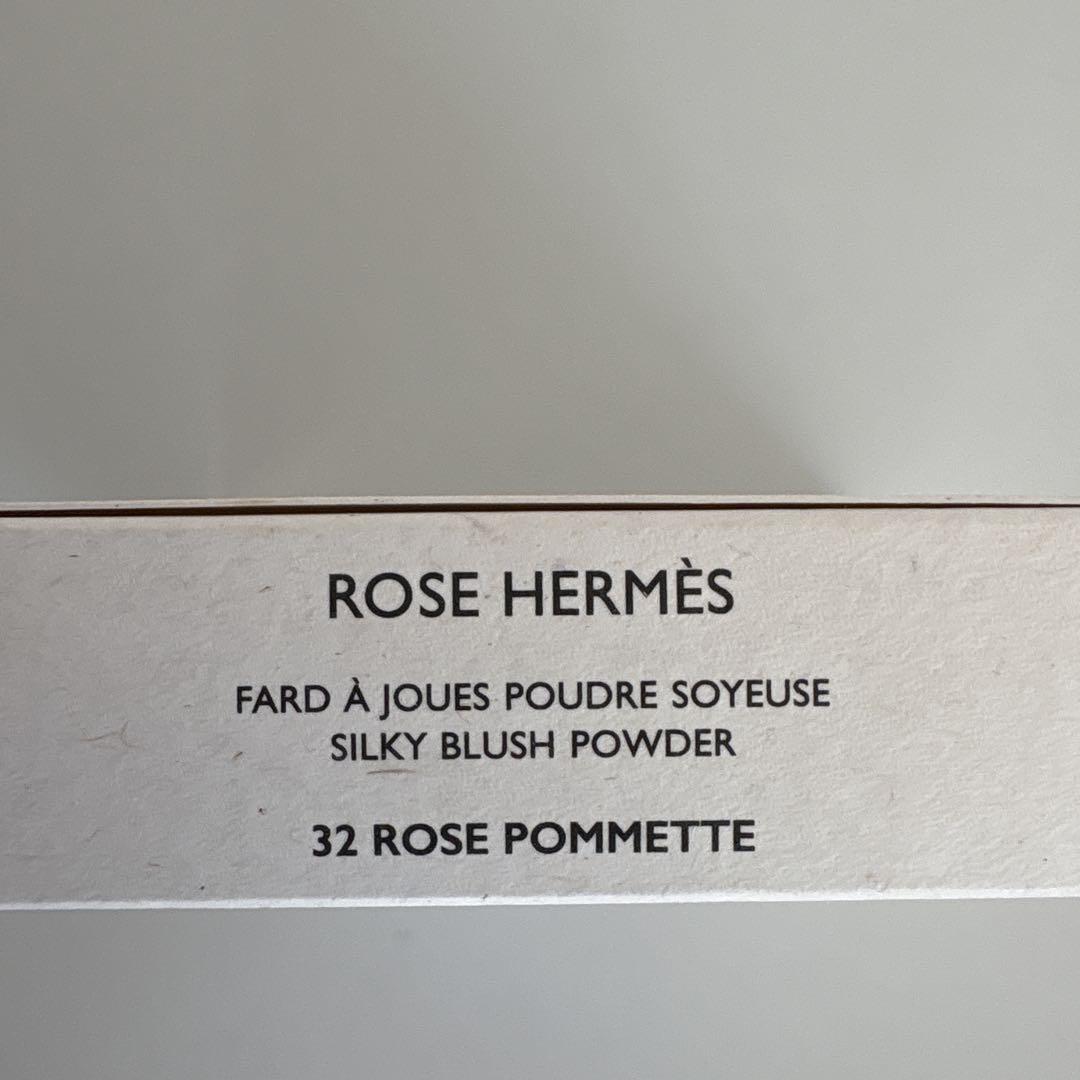 ROSE HERMÈS
FARD À JOUES POUDRE SOYEUSE
SILKY BLUSH POWDER
32 ROSE POMMETTE